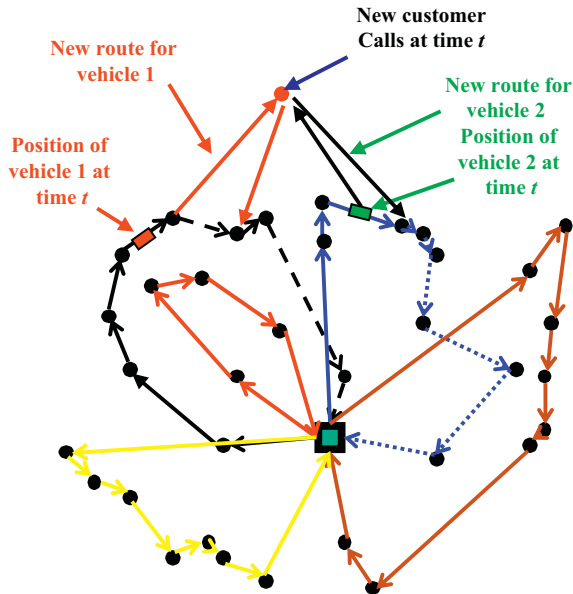 New customer
Calls at time t
New route for
vehicle 1
New route for
vehicle 2
Position of
vehicle 2 at
time t
Position of
vehicle 1 at
time t